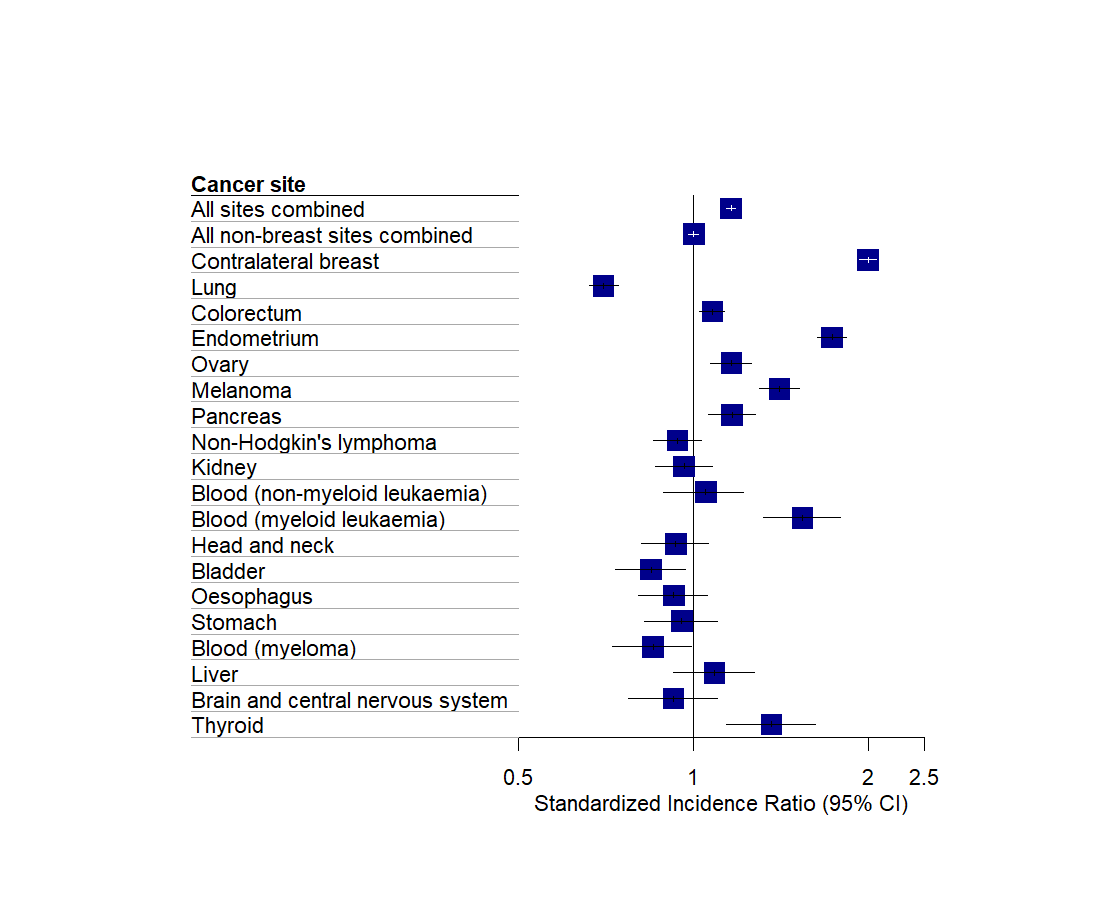 Cancer site
All sites combined
All non-breast sites combined
Contralateral breast
Lung
Colorectum
Endometrium
Ovary
Melanoma
Pancreas
Non-Hodgkin's lymphoma
Kidney
Blood (non-myeloid leukaemia)
Blood (myeloid leukaemia)
Head and neck
Bladder
Oesophagus
Stomach
Blood (myeloma)
Liver
Brain and central nervous system
Thyroid
0.5 1 2 2.5
Standardized Incidence Ratio (95% CI)